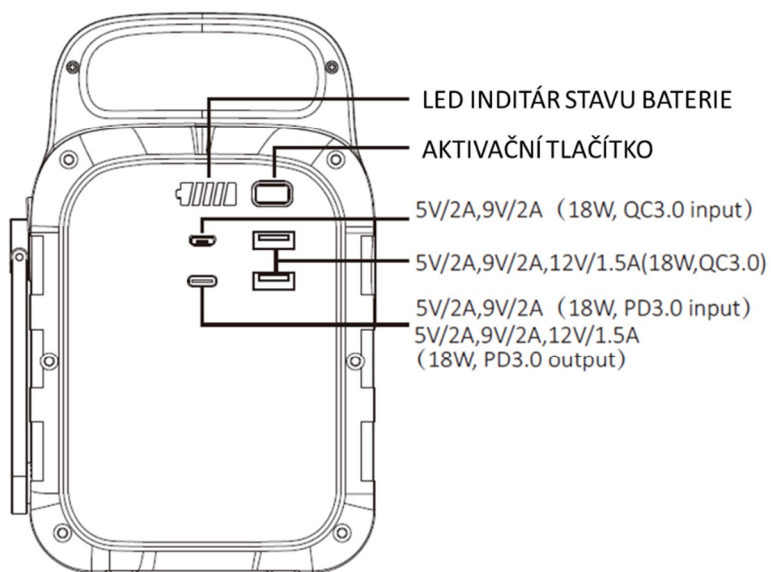 LED INDITÁR STAVU BATERIE
AKTIVAČNÍ TLAČÍTKO
5V/2A,9V/2A（18W, QC3.0 input）
5V/2A,9V/2A,12V/1.5A(18W,QC3.0)
5V/2A,9V/2A（18W, PD3.0 input）
5V/2A,9V/2A,12V/1.5A
（18W, PD3.0 output）